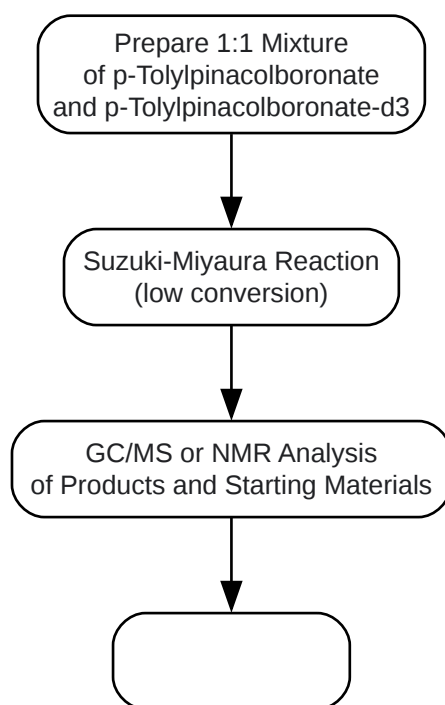 Prepare 1:1 Mixture
of p-Tolylpinacolboronate
and p-Tolylpinacolboronate-d3
Suzuki-Miyaura Reaction
(low conversion)
GC/MS or NMR Analysis
of Products and Starting Materials